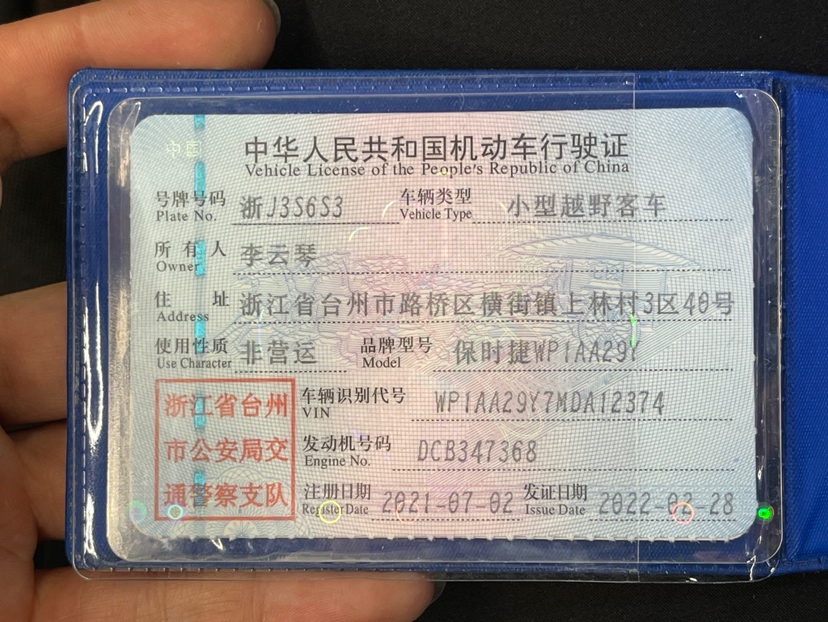 中国
中华人民共和国机动车行驶证
Vehicle License of the People's Republic of China
号牌号码 浙J3S6S3 车辆类型 小型越野客车
Plate No. Vehicle Type
所有人 李云琴
Owner
住址 浙江省台州市路桥区横街镇上林村3区40号
Address
使用性质 非营运 品牌型号 保时捷WP1AA29Y
Use Character Model
浙江省台州
市公安局交
通警察支队
车辆识别代号 WP1AA29Y7MDA12374
VIN
发动机号码 DCB347368
Engine No.
注册日期 2021-07-02 发证日期 2022-02-28
Register Date Issue Date